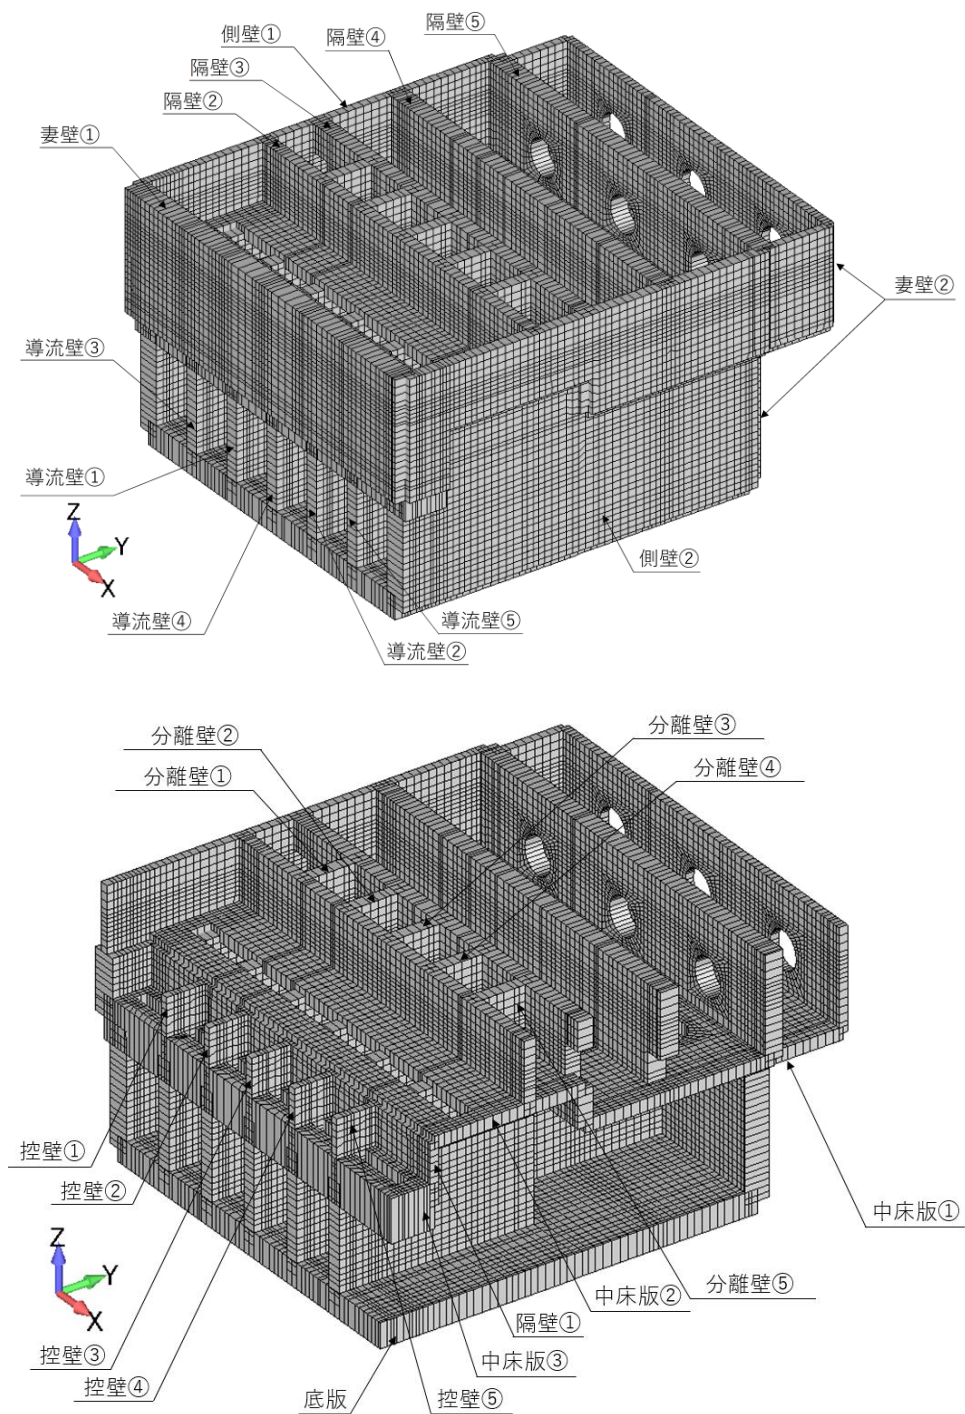 隔壁⑤
側壁①
隔壁④
隔壁③
隔壁②
妻壁①
妻壁②
導流壁③
導流壁①
Z
Y
X
側壁②
導流壁④
導流壁⑤
導流壁②
分離壁②
分離壁③
分離壁①
分離壁④
控壁①
控壁②
中床版①
Z
Y
X
分離壁⑤
中床版②
隔壁①
控壁③
中床版③
控壁④
底版
控壁⑤